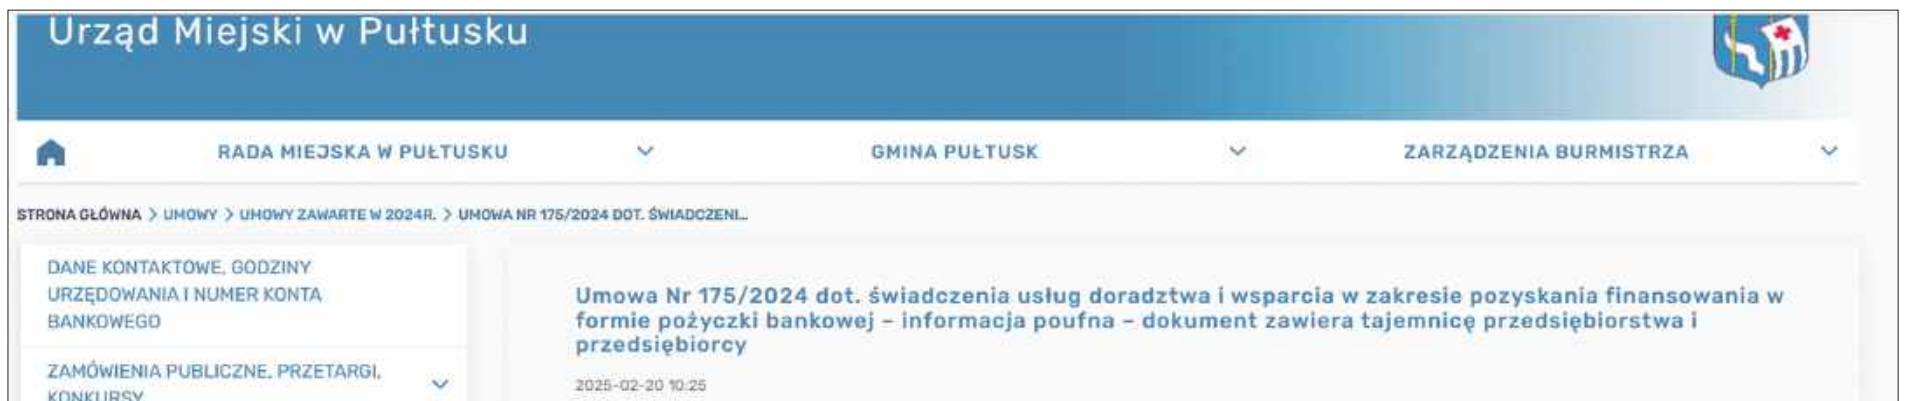 Urząd Miejski w Pułtusku
RADA MIEJSKA W PUŁTUSKU
GMINA PUŁTUSK
ZARZĄDZENIA BURMISTRZA
STRONA GŁÓWNA > UMOWY > UMOWY ZAWARTE W 2024R. > UMOWA NR 175/2024 DOT. ŚWIADCZENI...
DANE KONTAKTOWE, GODZINY
URZĘDOWANIA I NUMER KONTA
BANKOWEGO
ZAMÓWIENIA PUBLICZNE, PRZETARGI,
KONKURSY
Umowa Nr 175/2024 dot. świadczenia usług doradztwa i wsparcia w zakresie pozyskania finansowania w
formie pożyczki bankowej – informacja poufna – dokument zawiera tajemnicę przedsiębiorstwa i
przedsiębiorcy
2025-02-20 10:25